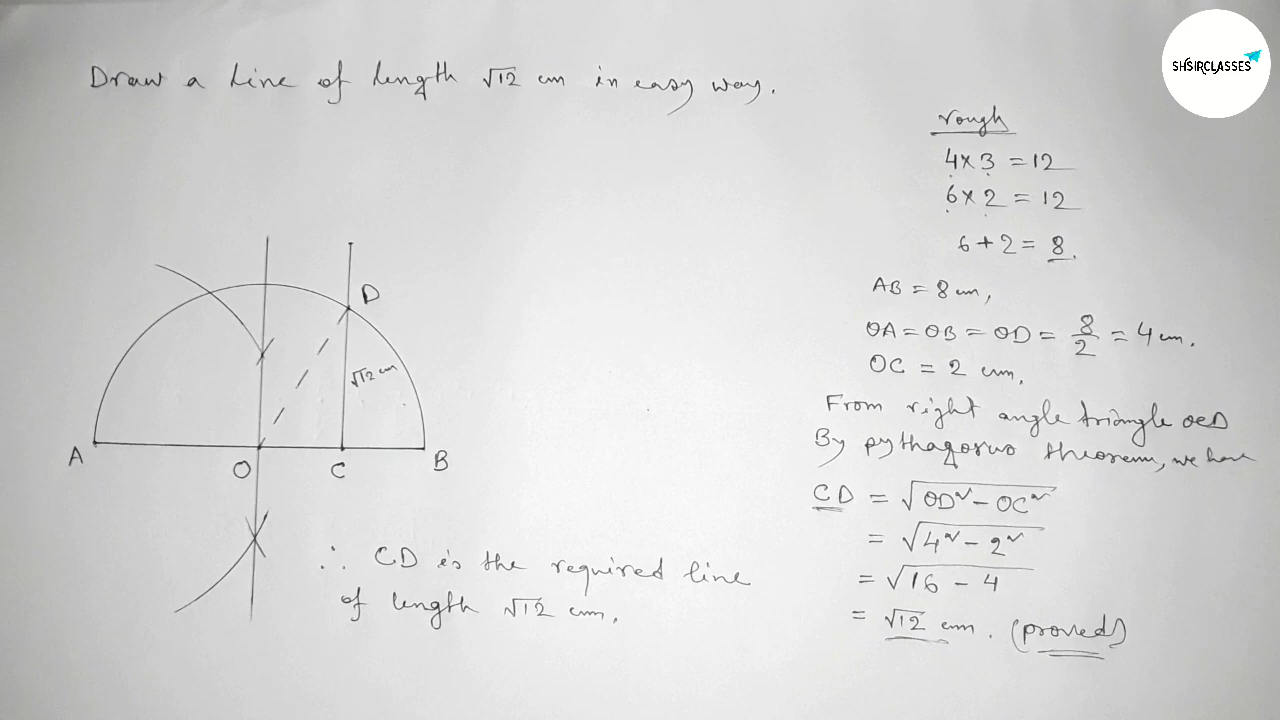 Draw a line of length √12 cm in easy way.
SHSIRCLASSES
rough
4×3 =12
6×2 = 12
6+2= 8.
AB = 8 cm,
OA=OB=OD= 8/2 = 4 cm.
OC = 2 cm,
From right angle triangle OCD
By pythagorus theorem, we have
CD = √OD² - OC²
= √4² - 2²
= √16 - 4
= √12 cm. (proved)
D
√12 cm
A
O
C
B
∴ CD is the required line
of length √12 cm.